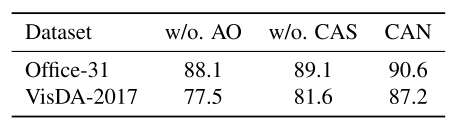 Dataset w/o. AO w/o. CAS CAN
Office-31 88.1 89.1 90.6
VisDA-2017 77.5 81.6 87.2